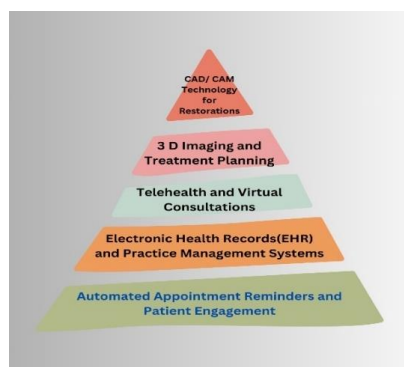 CAD/ CAM
Technology
for
Restorations
3 D Imaging and
Treatment Planning
Telehealth and Virtual
Consultations
Electronic Health Records(EHR)
and Practice Management Systems
Automated Appointment Reminders and
Patient Engagement